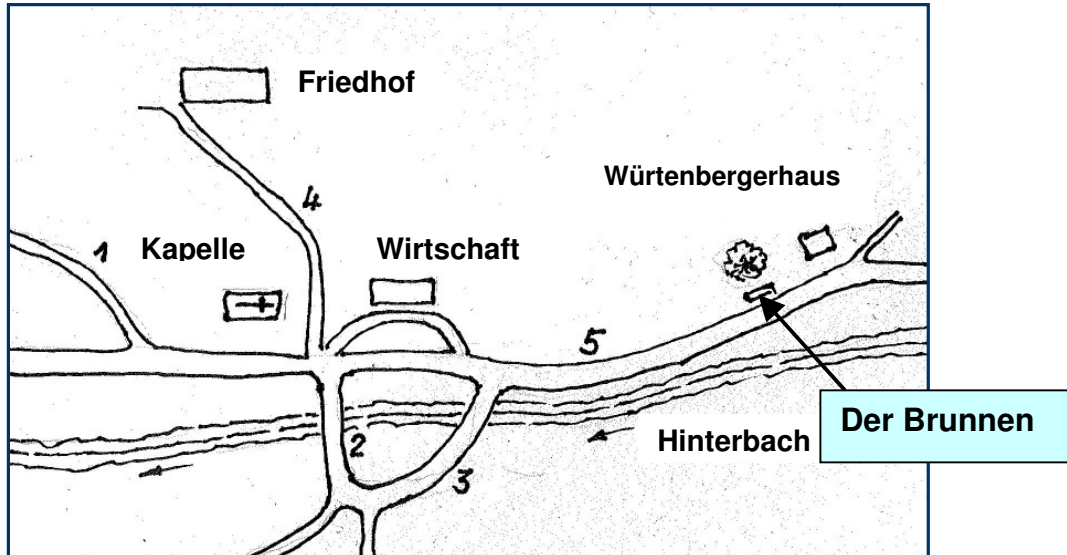 Friedhof
Würtenbergerhaus
4
1
Kapelle
Wirtschaft
5
Der Brunnen
Hinterbach
2
3